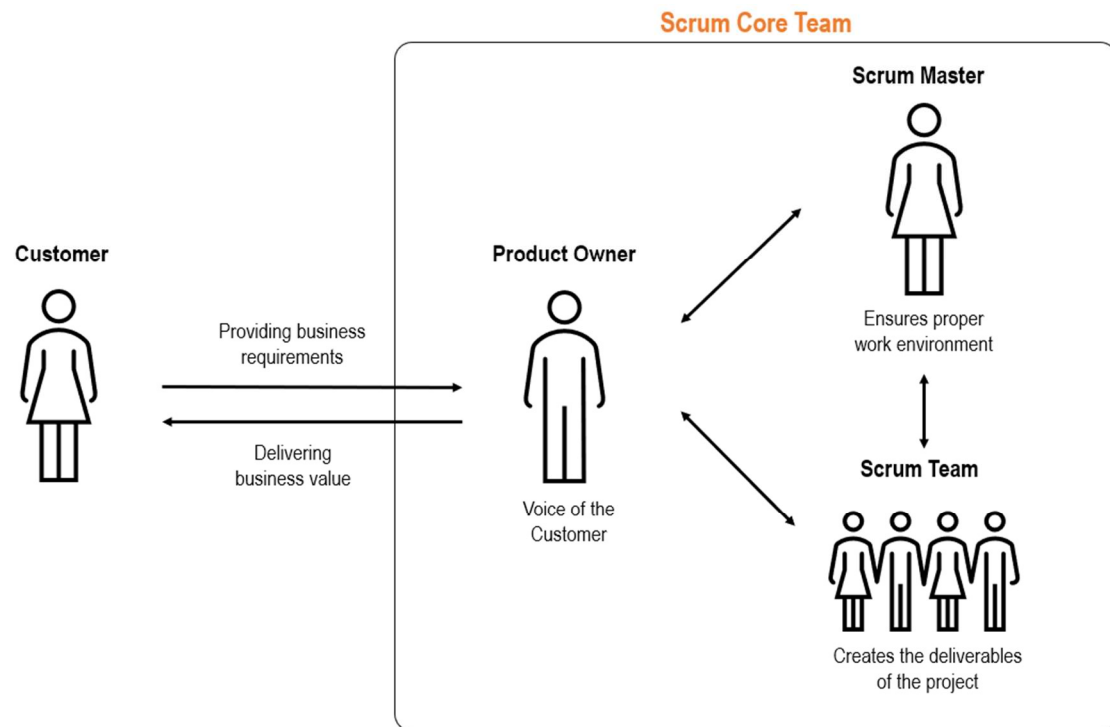 Scrum Core Team
Scrum Master
Ensures proper
work environment
Customer
Product Owner
Providing business
requirements
Delivering
business value
Voice of the
Customer
Scrum Team
Creates the deliverables
of the project